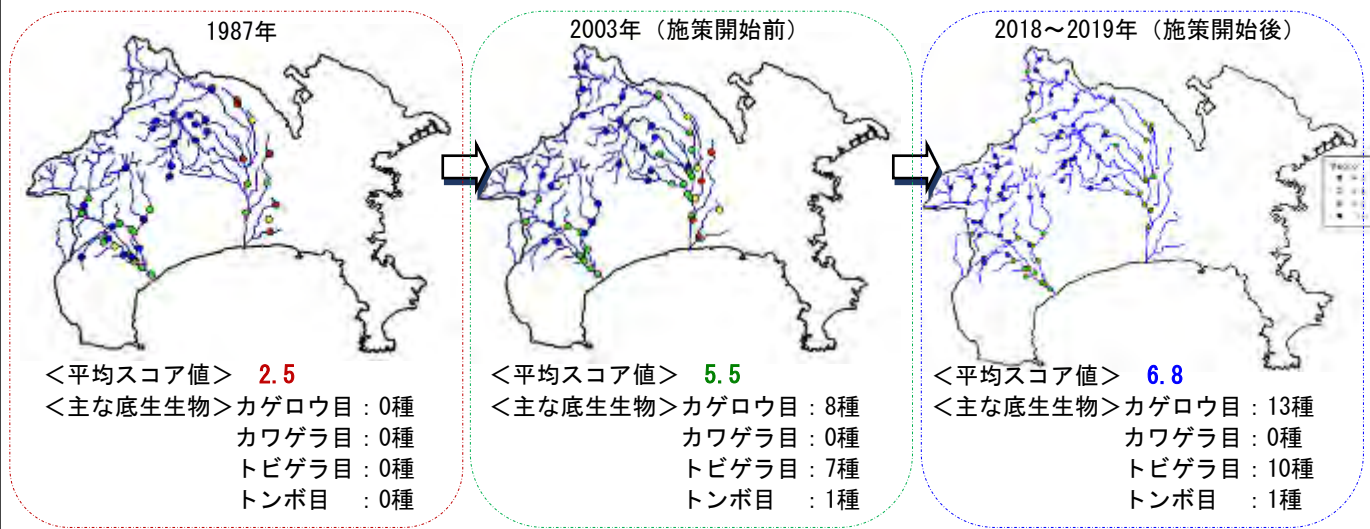 1987年
＜平均スコア値＞ 2.5
＜主な底生生物＞カゲロウ目：0種
カワゲラ目：0種
トビゲラ目：0種
トンボ目　：0種
2003年（施策開始前）
＜平均スコア値＞ 5.5
＜主な底生生物＞カゲロウ目：8種
カワゲラ目：0種
トビゲラ目：7種
トンボ目　：1種
2018～2019年（施策開始後）
＜平均スコア値＞ 6.8
＜主な底生生物＞カゲロウ目：13種
カワゲラ目：0種
トビゲラ目：10種
トンボ目　：1種